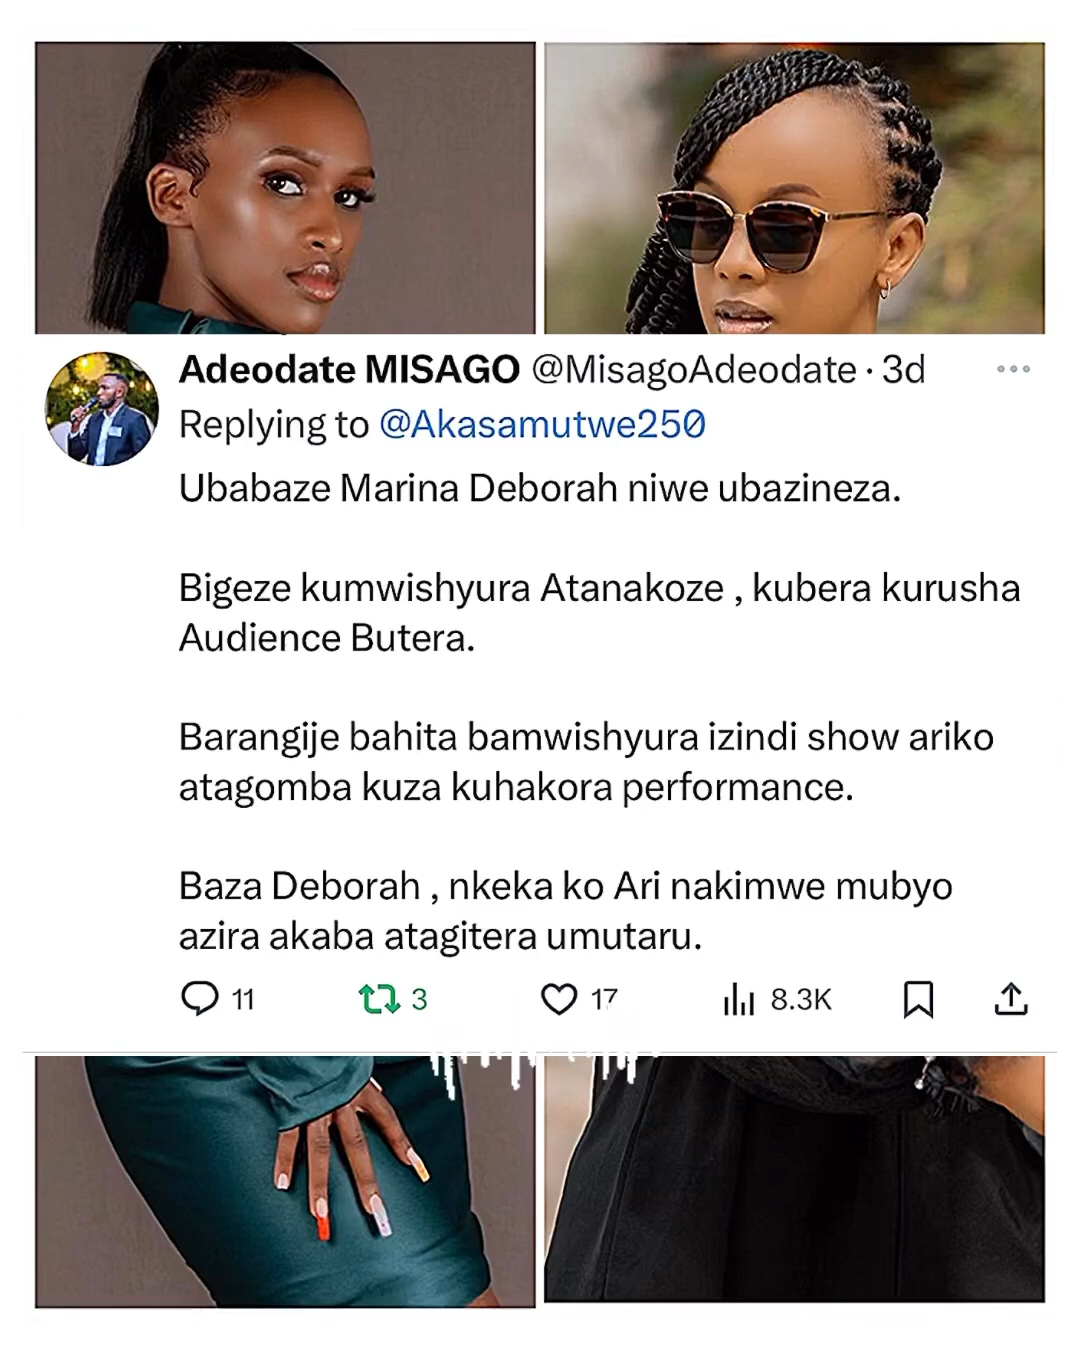 Adeodate MISAGO @MisagoAdeodate · 3d
Replying to @Akasamutwe250
Ubabaze Marina Deborah niwe ubazineza.
Bigeze kumwishyura Atanakoze , kubera kurusha
Audience Butera.
Barangije bahita bamwishyura izindi show ariko
atagomba kuza kuhakora performance.
Baza Deborah , nkeka ko Ari nakimwe mubyo
azira akaba atagitera umutaru.
11 3 17 8.3K